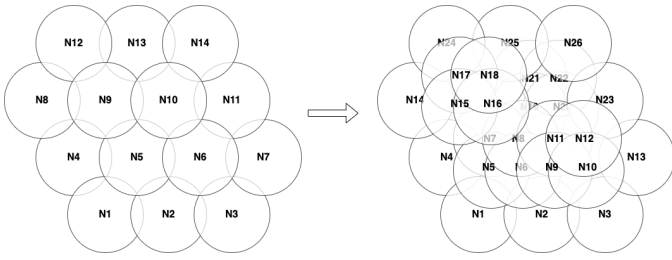 N12 N13 N14
N8 N9 N10 N11
N4 N5 N6 N7
N1 N2 N3
N24 N25 N26
N17 N18 N21 N22
N14 N15 N16 N23
N7 N8 N11 N12
N4 N5 N6 N9 N10 N13
N1 N2 N3